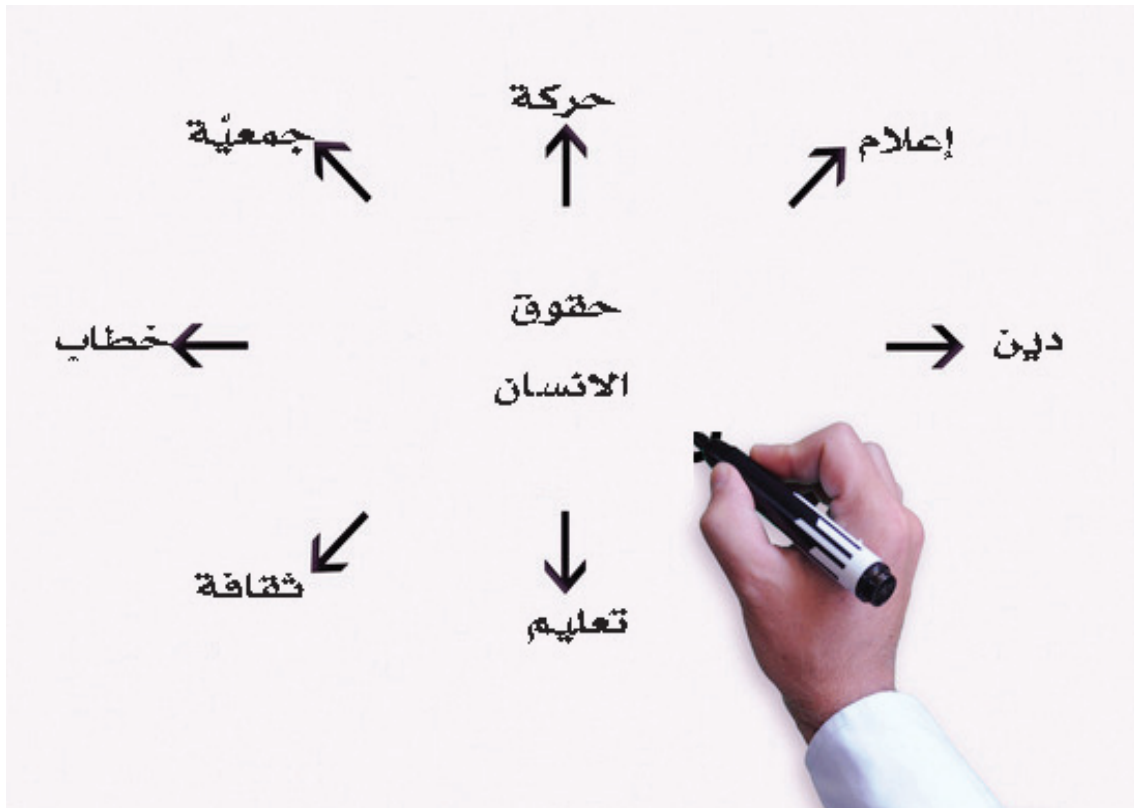 حركة
إعلام
جمعيّة
حقوق
الانسان
دين
خطاب
ثقافة
تعليم